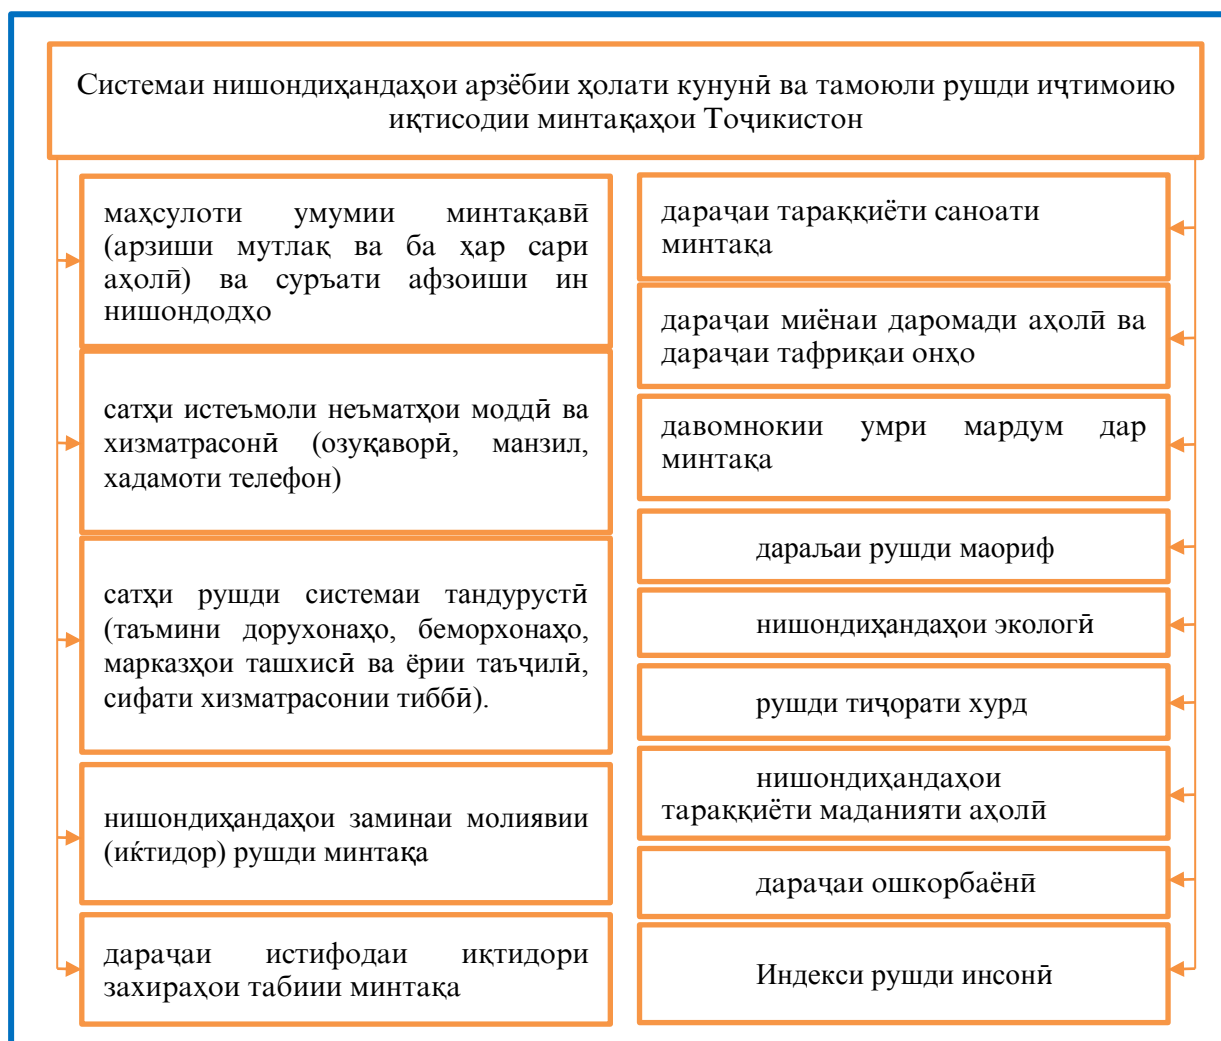 Системаи нишондиҳандаҳои арзёбии ҳолати кунунӣ ва тамоюли рушди иҷтимоию
иқтисодии минтақаҳои Тоҷикистон
маҳсулоти умумии минтақавӣ
(арзиши мутлақ ва ба ҳар сари
аҳолӣ) ва суръати афзоиши ин
нишондодҳо
сатҳи истеъмоли неъматҳои моддӣ ва
хизматрасонӣ (озуқаворӣ, манзил,
хадамоти телефон)
сатҳи рушди системаи тандурустӣ
(таъмини дорухонаҳо, беморхонаҳо,
марказҳои ташхисӣ ва ёрии таъҷилӣ,
сифати хизматрасонии тиббӣ).
нишондиҳандаҳои заминаи молиявии
(иќтидор) рушди минтақа
дараҷаи истифодаи иқтидори
захираҳои табиии минтақа
дараҷаи тараққиёти саноати
минтақа
дараҷаи миёнаи даромади аҳолӣ ва
дараҷаи тафриқаи онҳо
давомнокии умри мардум дар
минтақа
дараљаи рушди маориф
нишондиҳандаҳои экологӣ
рушди тиҷорати хурд
нишондиҳандаҳои
тараққиёти маданияти аҳолӣ
дараҷаи ошкорбаёнӣ
Индекси рушди инсонӣ